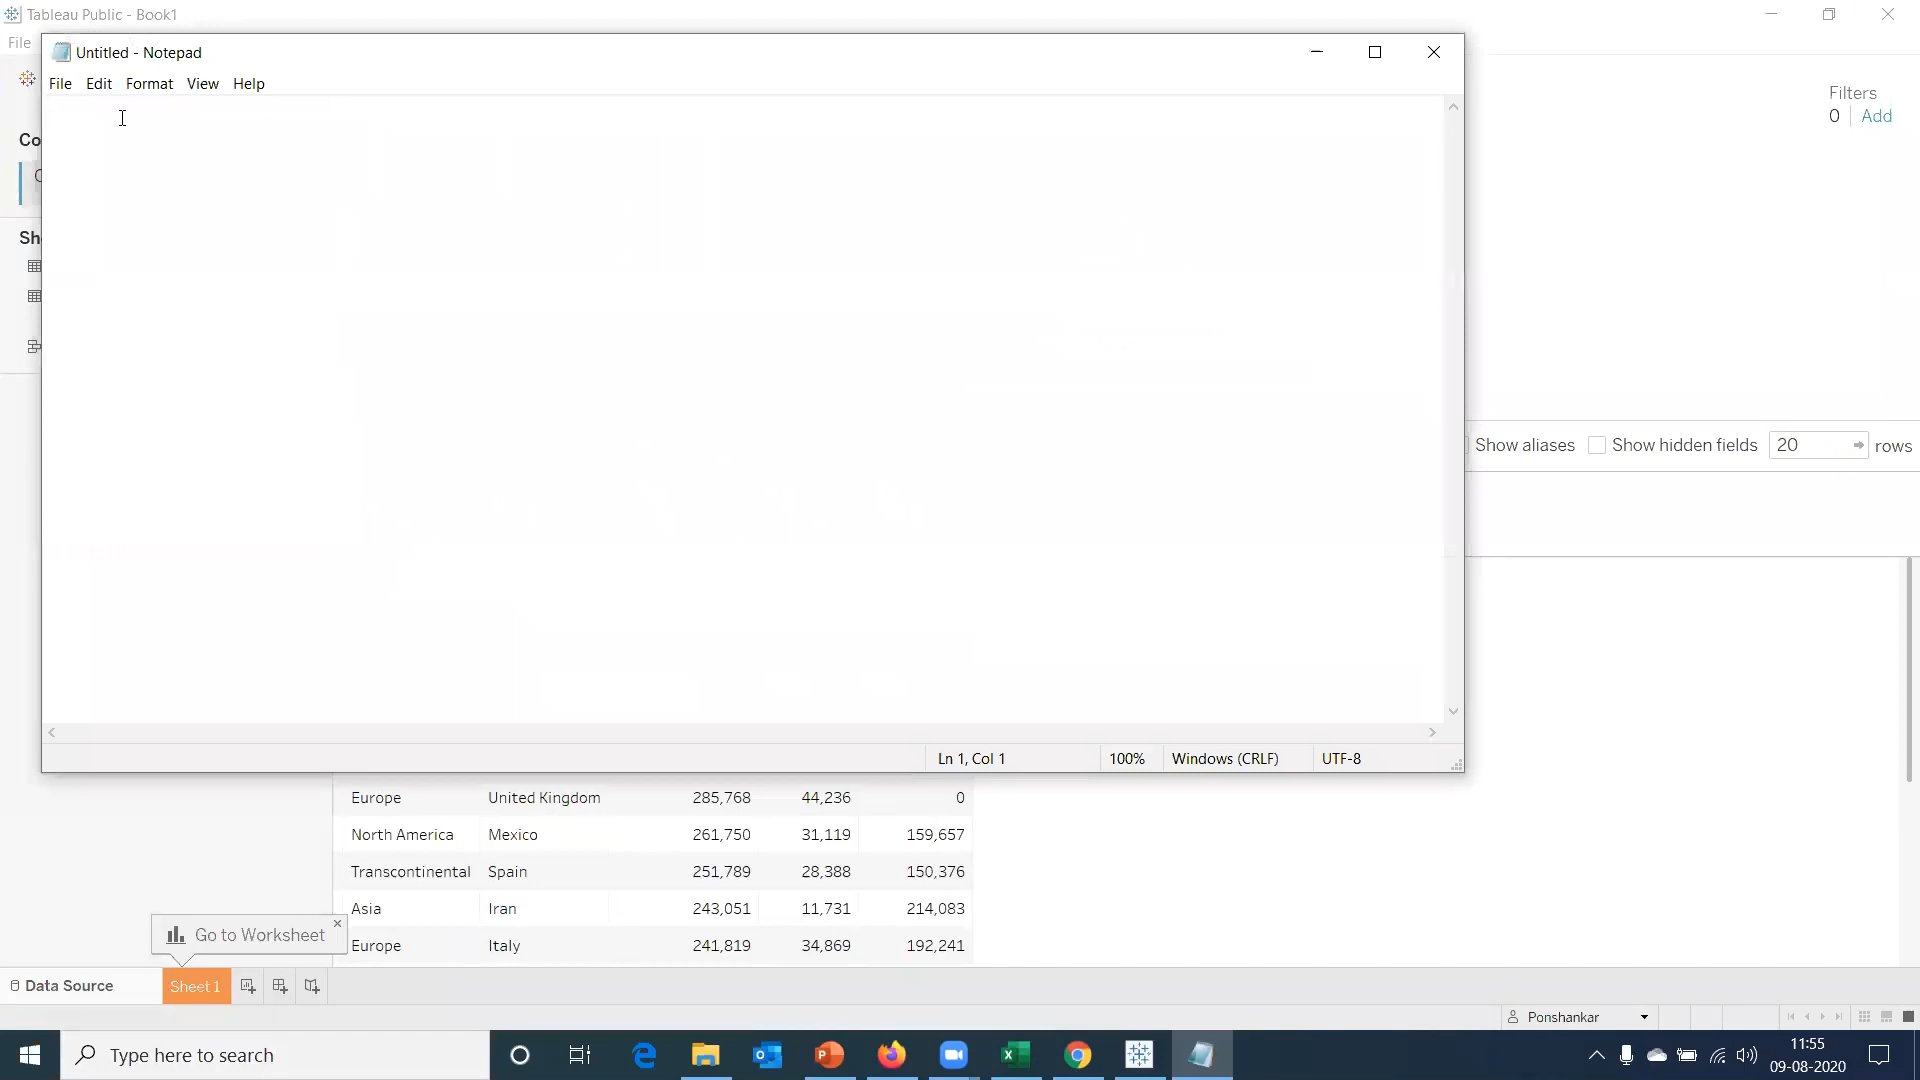 Tableau Public - Book1
File
Untitled - Notepad
File Edit Format View Help
Filters
0 Add
Co
C
Sh
Show aliases Show hidden fields 20 rows
Ln 1, Col 1 100% Windows (CRLF) UTF-8
Europe United Kingdom 285,768 44,236 0
North America Mexico 261,750 31,119 159,657
Transcontinental Spain 251,789 28,388 150,376
Asia Iran 243,051 11,731 214,083
Go to Worksheet
Europe Italy 241,819 34,869 192,241
Data Source Sheet1
Ponshankar
Type here to search
11:55
09-08-2020